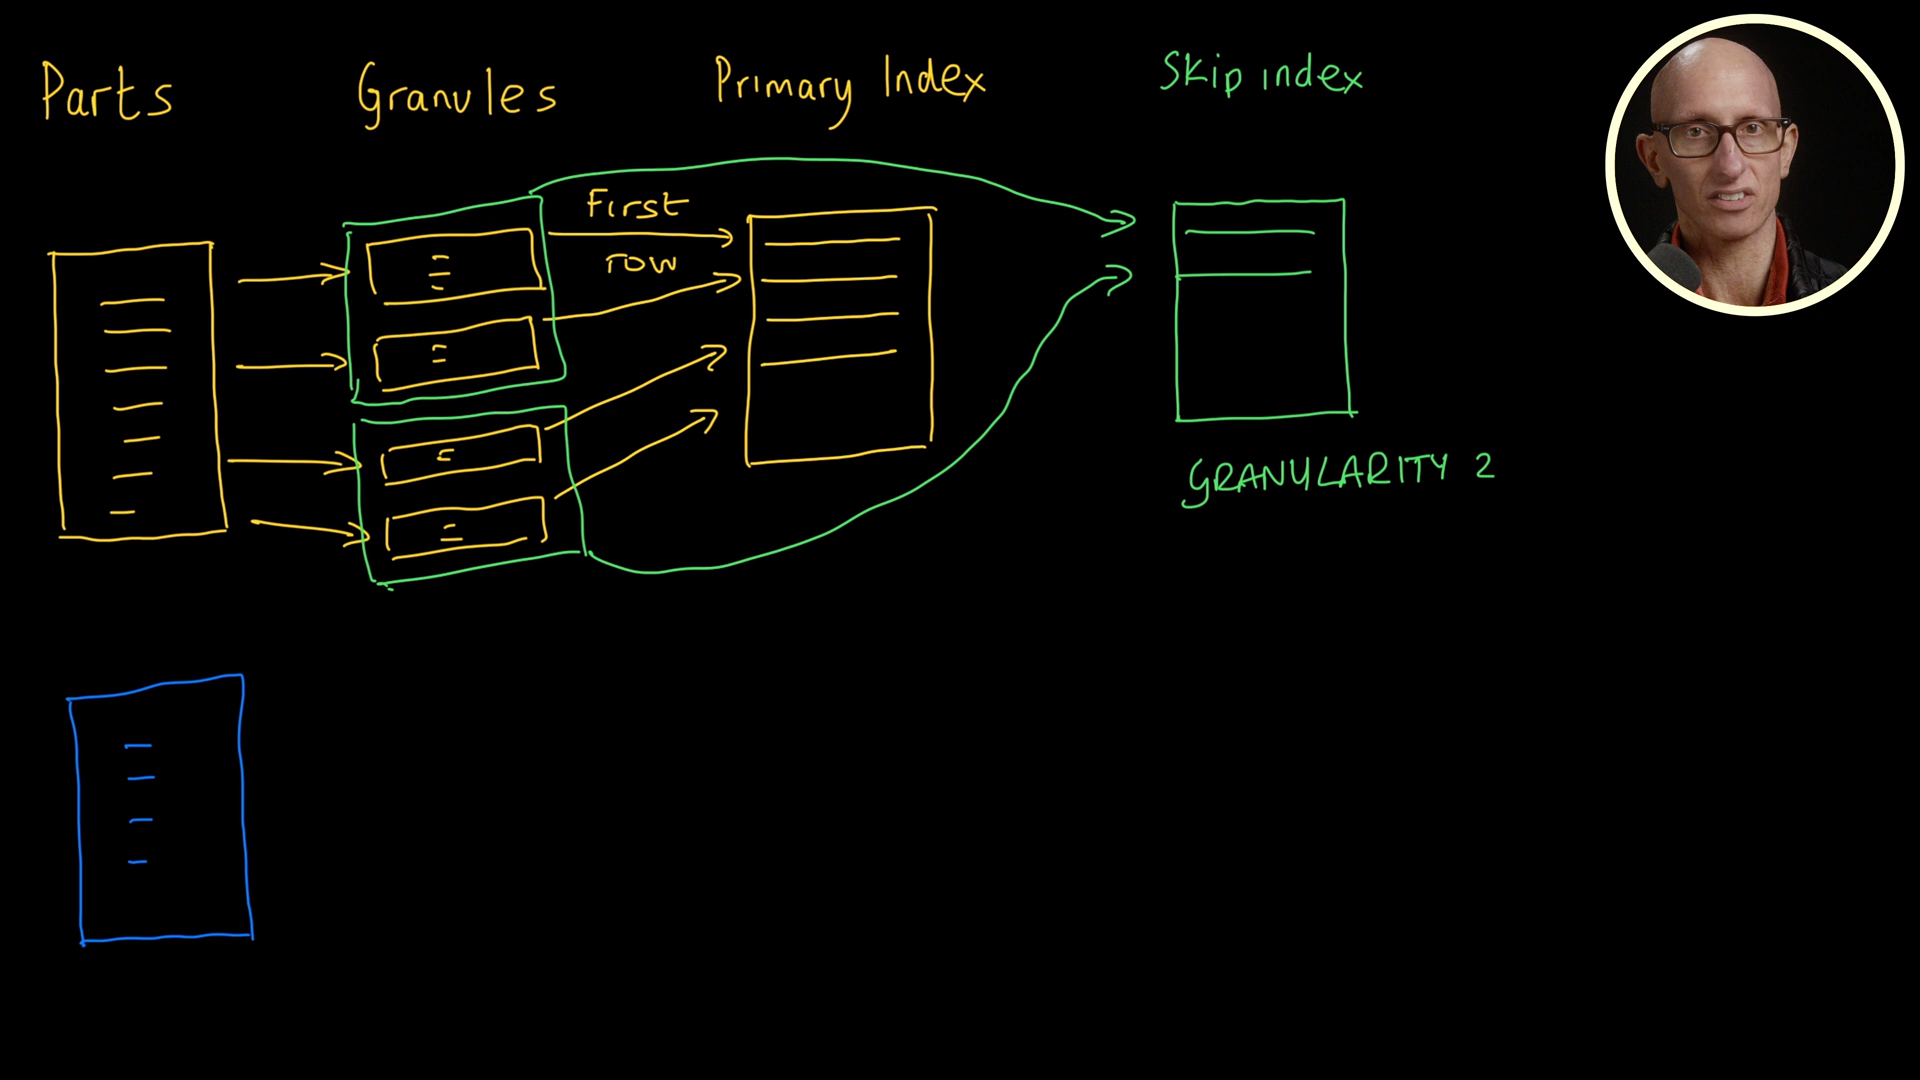 Parts
Granules
Primary Index
Skip index
First
row
GRANULARITY 2